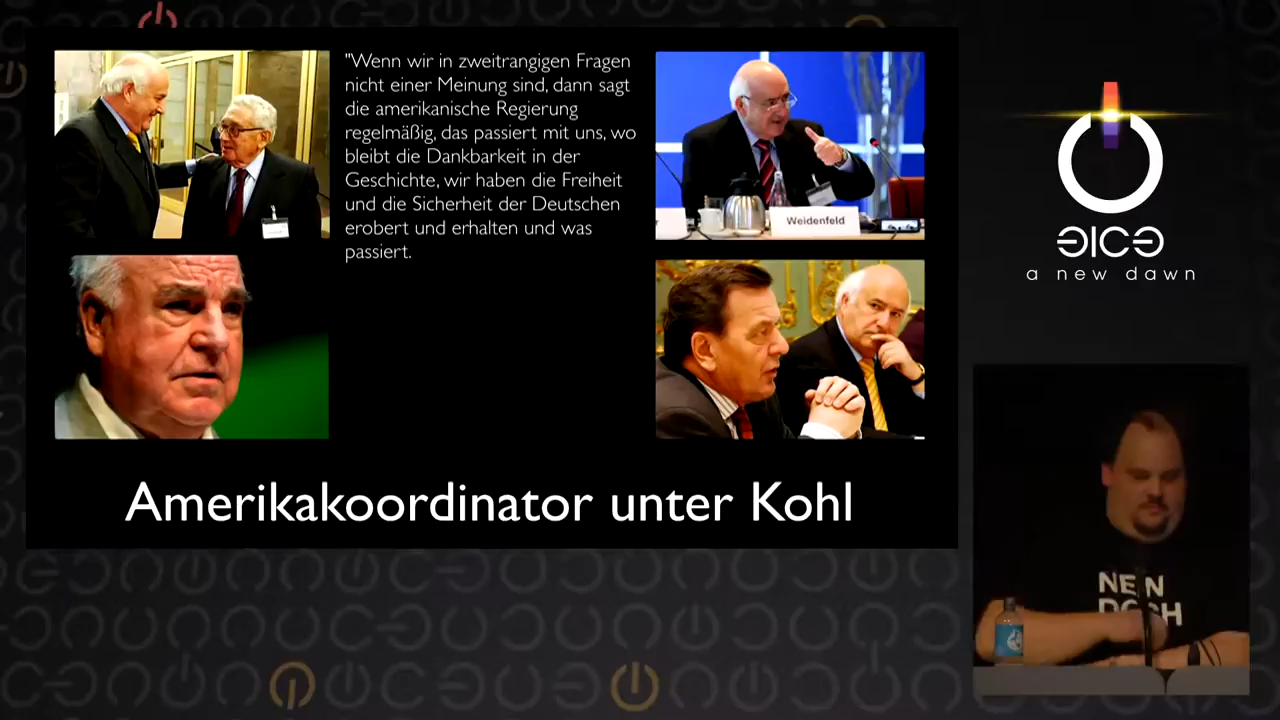 "Wenn wir in zweitrangigen Fragen
nicht einer Meinung sind, dann sagt
die amerikanische Regierung
regelmäßig, das passiert mit uns, wo
bleibt die Dankbarkeit in der
Geschichte, wir haben die Freiheit
und die Sicherheit der Deutschen
erobert und erhalten und was
passiert.
Weidenfeld
Amerikakoordinator unter Kohl
a new dawn
NEIN
DOCH